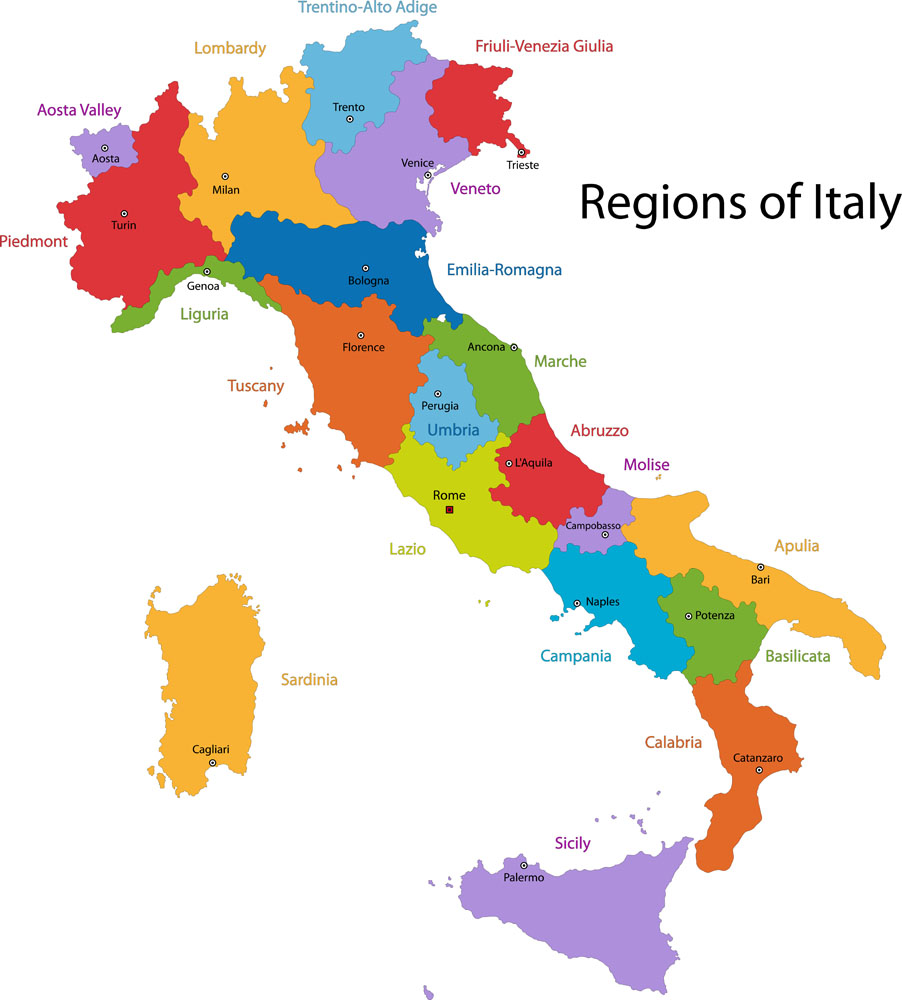 Trentino-Alto Adige
Friuli-Venezia Giulia
Lombardy
Aosta Valley
Trento
Aosta
Venice
Trieste
Milan
Veneto
Regions of Italy
Turin
Piedmont
Genoa
Bologna
Emilia-Romagna
Liguria
Florence
Ancona
Marche
Tuscany
Perugia
Umbria
Abruzzo
L'Aquila
Molise
Rome
Campobasso
Lazio
Apulia
Bari
Naples
Potenza
Campania
Basilicata
Sardinia
Calabria
Cagliari
Catanzaro
Sicily
Palermo